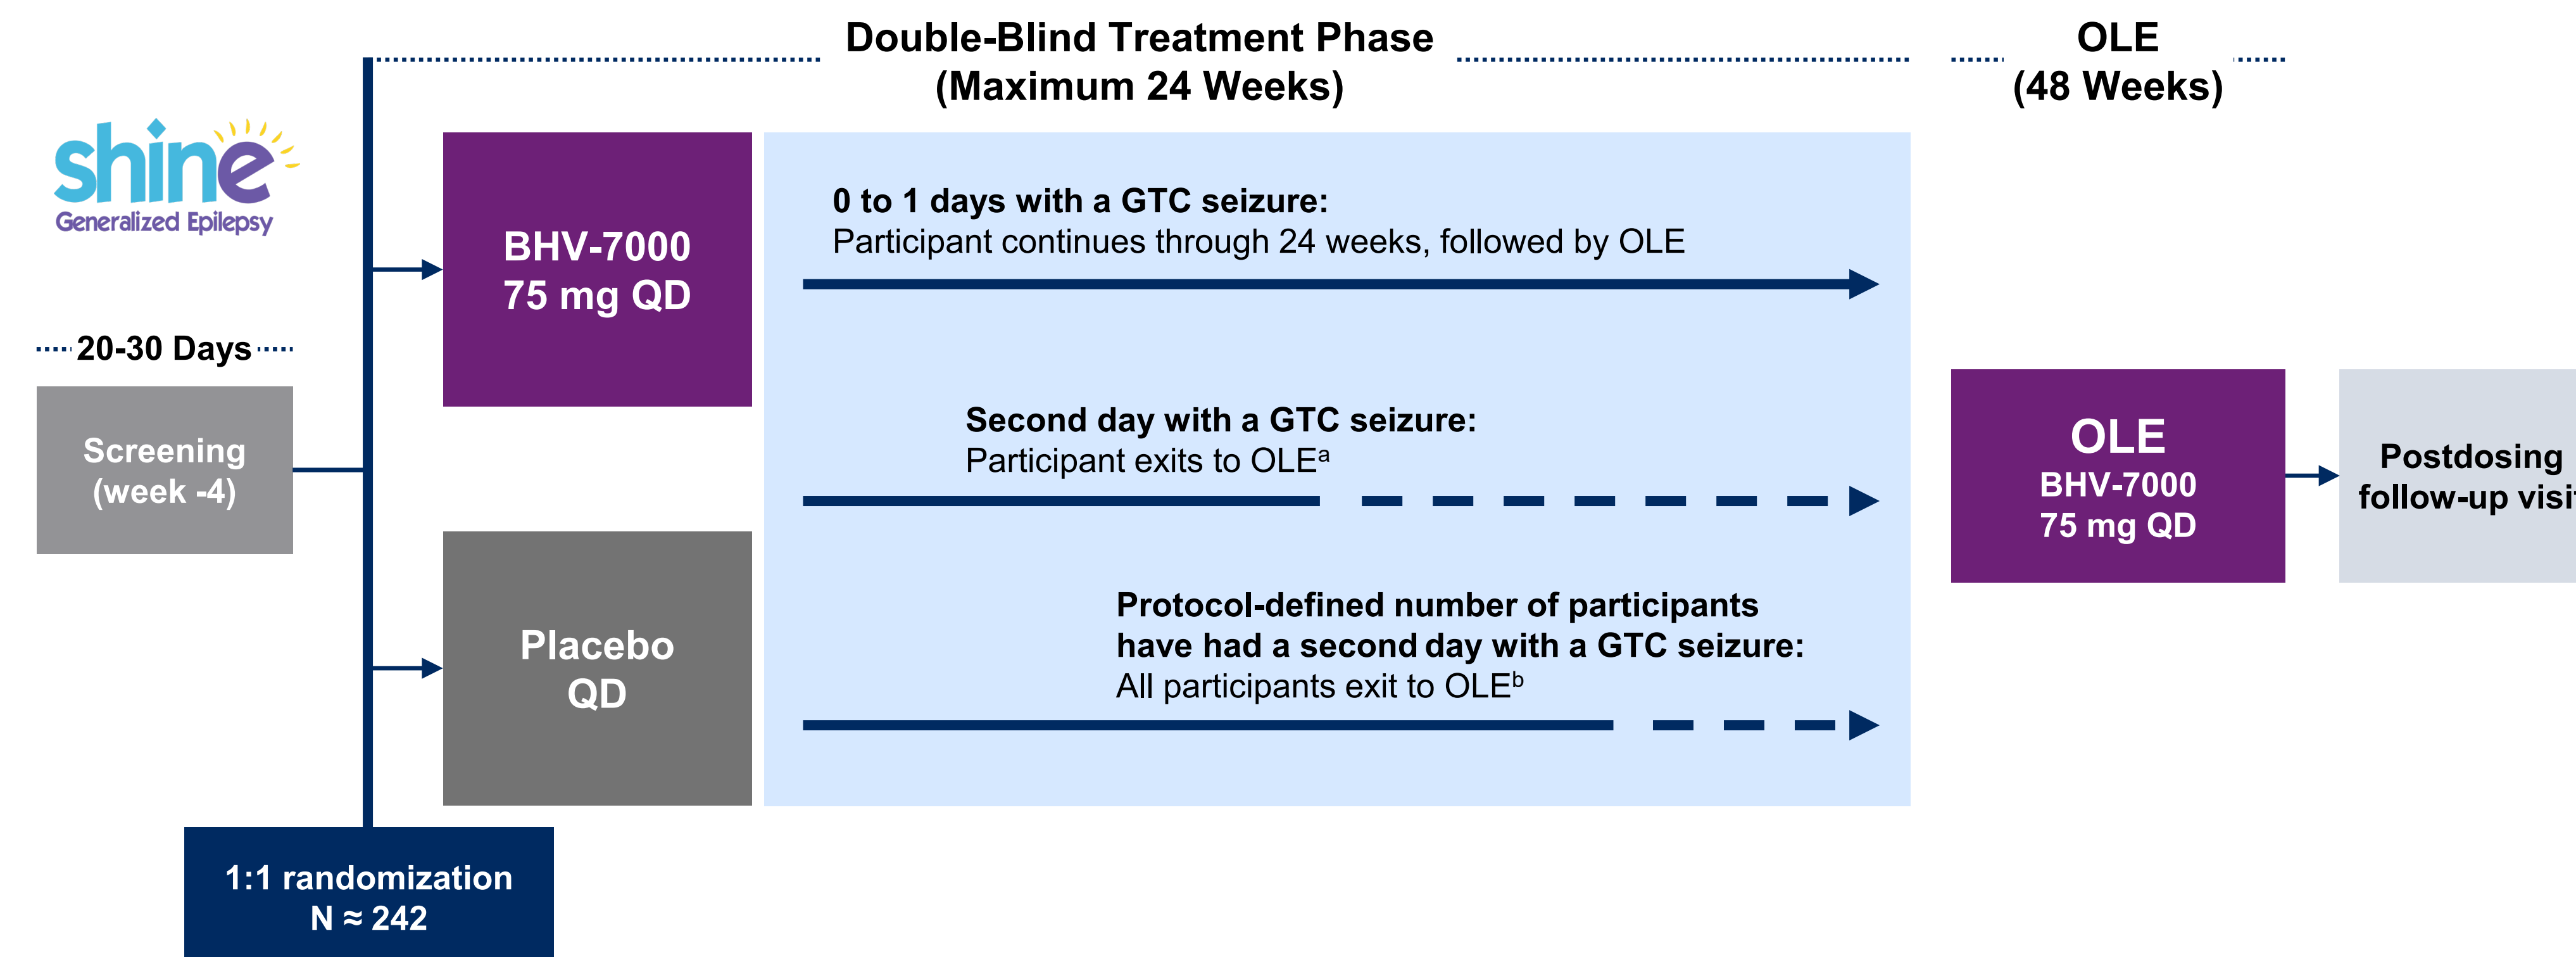 Double-Blind Treatment Phase
(Maximum 24 Weeks)
OLE
(48 Weeks)
shine
Generalized Epilepsy
20-30 Days
Screening
(week -4)
BHV-7000
75 mg QD
Placebo
QD
1:1 randomization
N ≈ 242
0 to 1 days with a GTC seizure:
Participant continues through 24 weeks, followed by OLE
Second day with a GTC seizure:
Participant exits to OLEᵃ
Protocol-defined number of participants
have had a second day with a GTC seizure:
All participants exit to OLEᵇ
OLE
BHV-7000
75 mg QD
Postdosing
follow-up visi